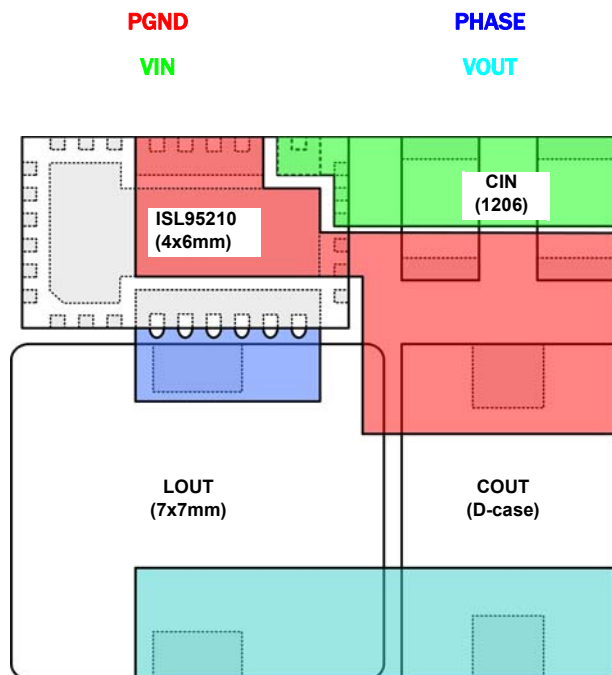 PGND
PHASE
VIN
VOUT
CIN
(1206)
ISL95210
(4x6mm)
LOUT
(7x7mm)
COUT
(D-case)